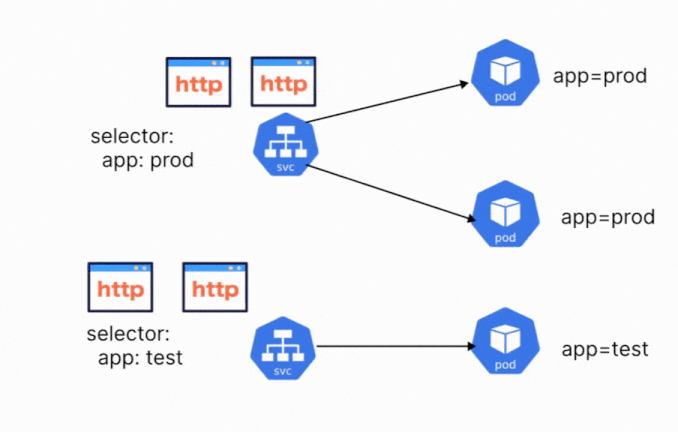 http http
app=prod
pod
selector:
app: prod
svc
app=prod
pod
http http
selector:
app: test
svc
app=test
pod